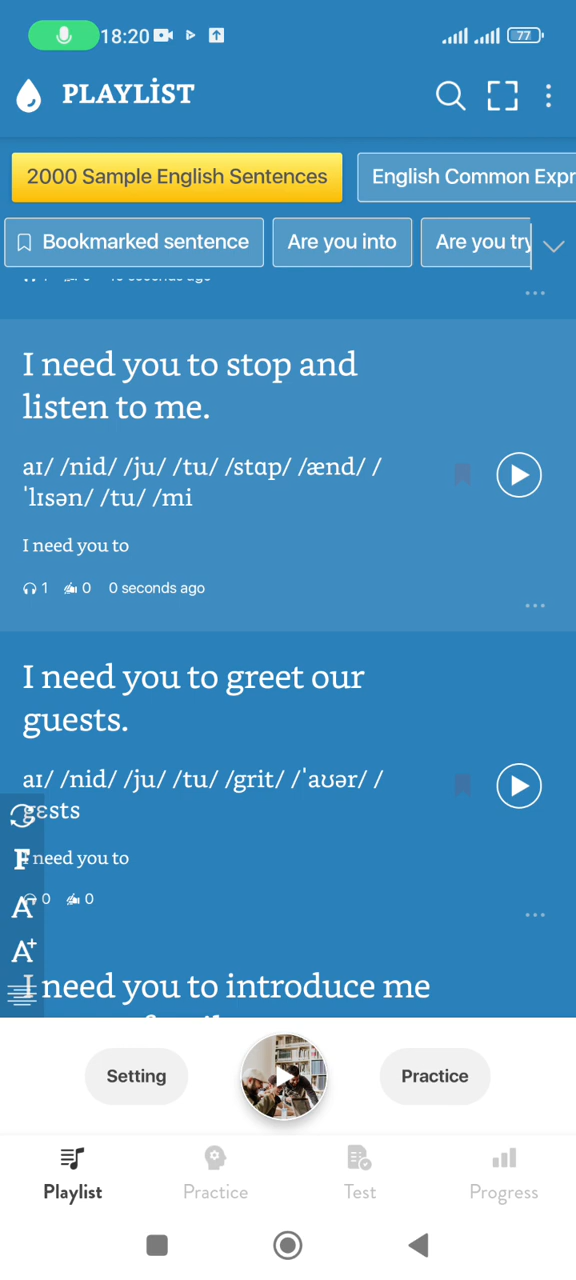 18:20
77
PLAYLİST
2000 Sample English Sentences
English Common Expr
Bookmarked sentence
Are you into
Are you try
I need you to stop and
listen to me.
aɪ/ /nid/ /ju/ /tu/ /stɑp/ /ænd/ /
ˈlɪsən/ /tu/ /mi
I need you to
1 0 0 seconds ago
I need you to greet our
guests.
aɪ/ /nid/ /ju/ /tu/ /grit/ /ˈaʊər/ /
gɛsts
F
I need you to
0 0
A
A+
I need you to introduce me
Setting
Practice
Playlist
Practice
Test
Progress